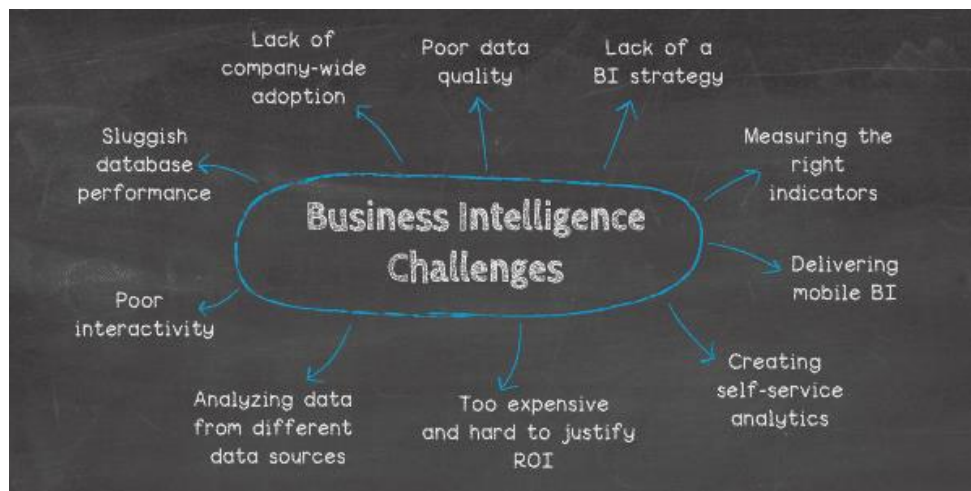 Business Intelligence
Challenges
Lack of
company-wide
adoption
Poor data
quality
Lack of a
BI strategy
Measuring the
right
indicators
Delivering
mobile BI
Creating
self-service
analytics
Too expensive
and hard to justify
ROI
Analyzing data
from different
data sources
Poor
interactivity
Sluggish
database
performance